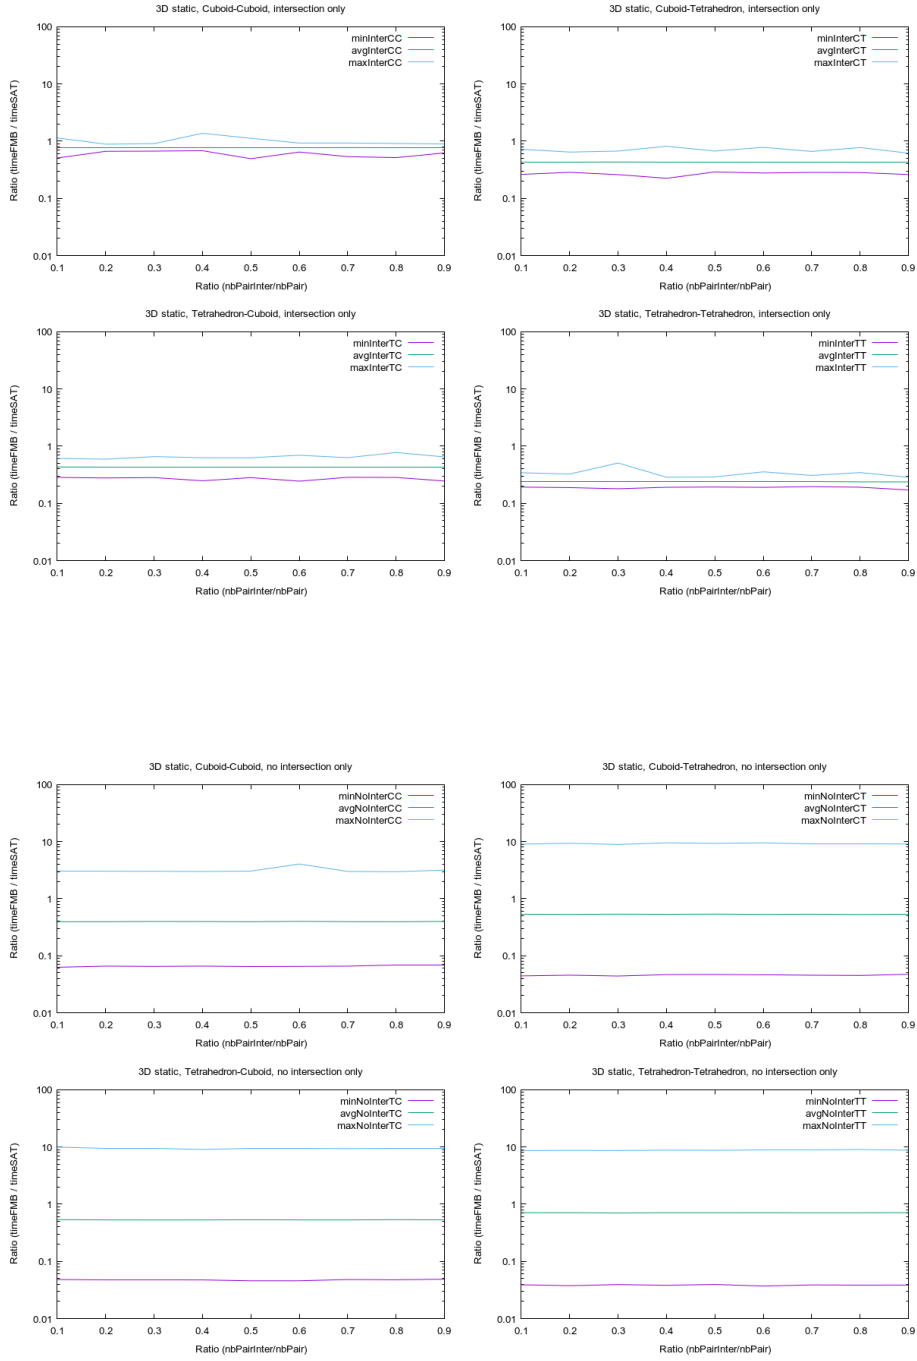 3D static, Cuboid-Cuboid, intersection only
100
10
1
0.1
0.01
Ratio (timeFMB / timeSAT)
minInterCC
avgInterCC
maxInterCC
0.1 0.2 0.3 0.4 0.5 0.6 0.7 0.8 0.9
Ratio (nbPairInter/nbPair)
3D static, Cuboid-Tetrahedron, intersection only
100
10
1
0.1
0.01
Ratio (timeFMB / timeSAT)
minInterCT
avgInterCT
maxInterCT
0.1 0.2 0.3 0.4 0.5 0.6 0.7 0.8 0.9
Ratio (nbPairInter/nbPair)
3D static, Tetrahedron-Cuboid, intersection only
100
10
1
0.1
0.01
Ratio (timeFMB / timeSAT)
minInterTC
avgInterTC
maxInterTC
0.1 0.2 0.3 0.4 0.5 0.6 0.7 0.8 0.9
Ratio (nbPairInter/nbPair)
3D static, Tetrahedron-Tetrahedron, intersection only
100
10
1
0.1
0.01
Ratio (timeFMB / timeSAT)
minInterTT
avgInterTT
maxInterTT
0.1 0.2 0.3 0.4 0.5 0.6 0.7 0.8 0.9
Ratio (nbPairInter/nbPair)
3D static, Cuboid-Cuboid, no intersection only
100
10
1
0.1
0.01
Ratio (timeFMB / timeSAT)
minNoInterCC
avgNoInterCC
maxNoInterCC
0.1 0.2 0.3 0.4 0.5 0.6 0.7 0.8 0.9
Ratio (nbPairInter/nbPair)
3D static, Cuboid-Tetrahedron, no intersection only
100
10
1
0.1
0.01
Ratio (timeFMB / timeSAT)
minNoInterCT
avgNoInterCT
maxNoInterCT
0.1 0.2 0.3 0.4 0.5 0.6 0.7 0.8 0.9
Ratio (nbPairInter/nbPair)
3D static, Tetrahedron-Cuboid, no intersection only
100
10
1
0.1
0.01
Ratio (timeFMB / timeSAT)
minNoInterTC
avgNoInterTC
maxNoInterTC
0.1 0.2 0.3 0.4 0.5 0.6 0.7 0.8 0.9
Ratio (nbPairInter/nbPair)
3D static, Tetrahedron-Tetrahedron, no intersection only
100
10
1
0.1
0.01
Ratio (timeFMB / timeSAT)
minNoInterTT
avgNoInterTT
maxNoInterTT
0.1 0.2 0.3 0.4 0.5 0.6 0.7 0.8 0.9
Ratio (nbPairInter/nbPair)